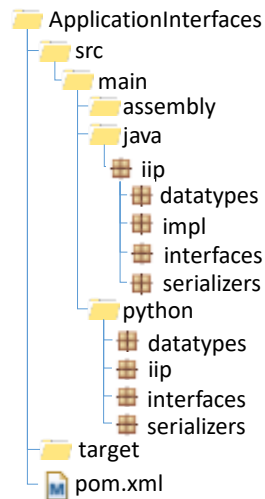 ApplicationInterfaces
src
main
assembly
java
iip
datatypes
impl
interfaces
serializers
python
datatypes
iip
interfaces
serializers
target
M
pom.xml